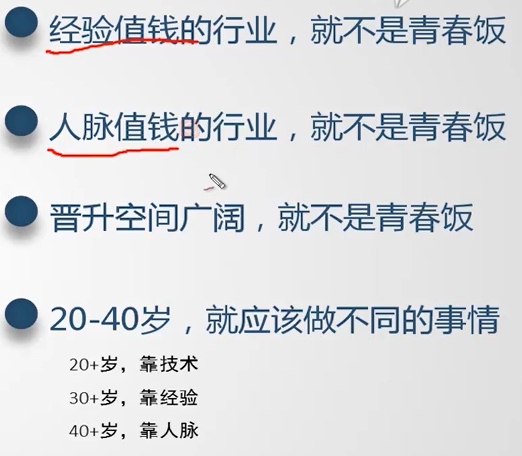 经验值钱的行业，就不是青春饭
人脉值钱的行业，就不是青春饭
晋升空间广阔，就不是青春饭
20-40岁，就应该做不同的事情
20+岁，靠技术
30+岁，靠经验
40+岁，靠人脉